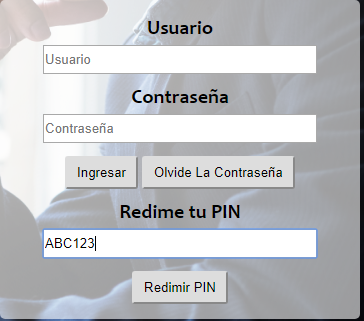 Usuario
Usuario
Contraseña
Contraseña
Ingresar Olvide La Contraseña
Redime tu PIN
ABC123
Redimir PIN